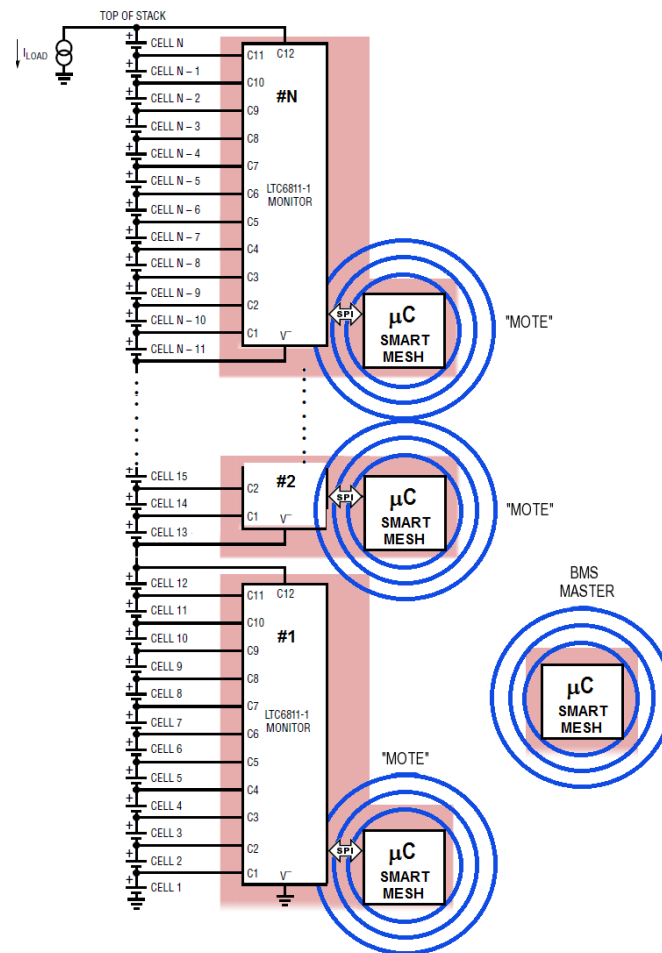 TOP OF STACK
I LOAD
CELL N
CELL N – 1
CELL N – 2
CELL N – 3
CELL N – 4
CELL N – 5
CELL N – 6
CELL N – 7
CELL N – 8
CELL N – 9
CELL N – 10
CELL N – 11
C12
C11
C10
C9
C8
C7
C6
C5
C4
C3
C2
C1
#N
LTC6811-1
MONITOR
V–
SPI
µC
SMART
MESH
"MOTE"
CELL 15
CELL 14
CELL 13
C2
C1
#2
V–
SPI
µC
SMART
MESH
"MOTE"
CELL 12
CELL 11
CELL 10
CELL 9
CELL 8
CELL 7
CELL 6
CELL 5
CELL 4
CELL 3
CELL 2
CELL 1
C12
C11
C10
C9
C8
C7
C6
C5
C4
C3
C2
C1
#1
LTC6811-1
MONITOR
V–
"MOTE"
SPI
µC
SMART
MESH
BMS
MASTER
µC
SMART
MESH